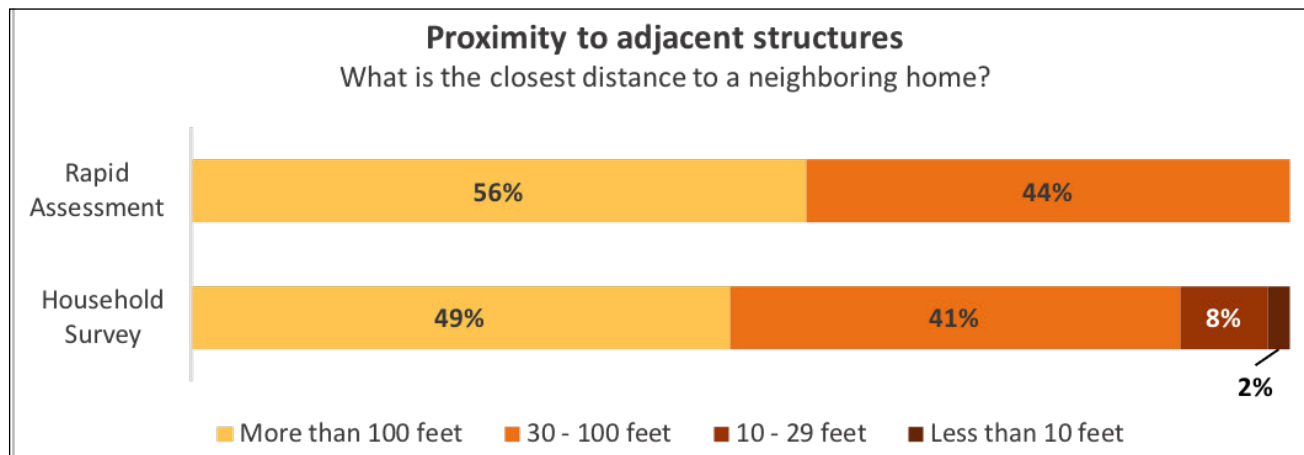 Proximity to adjacent structures
What is the closest distance to a neighboring home?
Rapid
Assessment
56%
44%
Household
Survey
49%
41%
8%
2%
More than 100 feet
30 - 100 feet
10 - 29 feet
Less than 10 feet